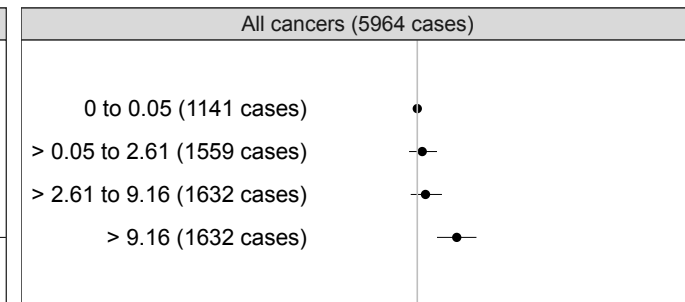 All cancers (5964 cases)
0 to 0.05 (1141 cases)
> 0.05 to 2.61 (1559 cases)
> 2.61 to 9.16 (1632 cases)
> 9.16 (1632 cases)